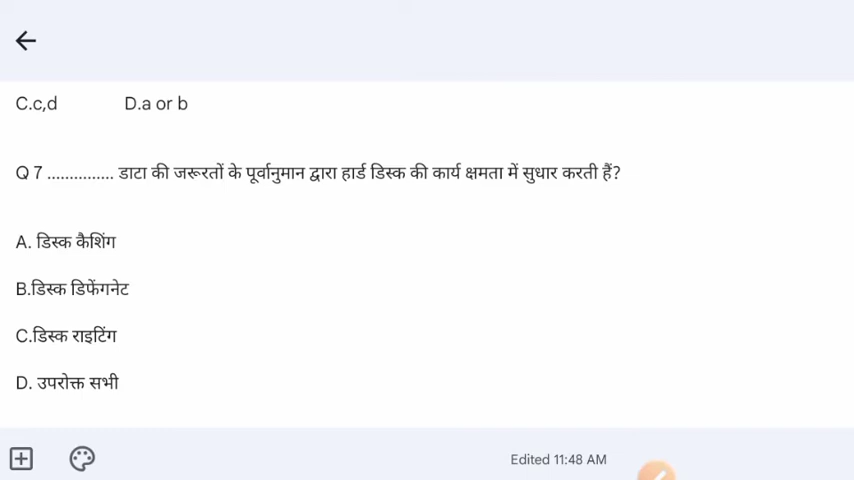 C.c,d D.a or b
Q 7 ............... डाटा की जरूरतों के पूर्वानुमान द्वारा हार्ड डिस्क की कार्य क्षमता में सुधार करती हैं?
A. डिस्क कैशिंग
B.डिस्क डिफेंगनेट
C.डिस्क राइटिंग
D. उपरोक्त सभी
Edited 11:48 AM